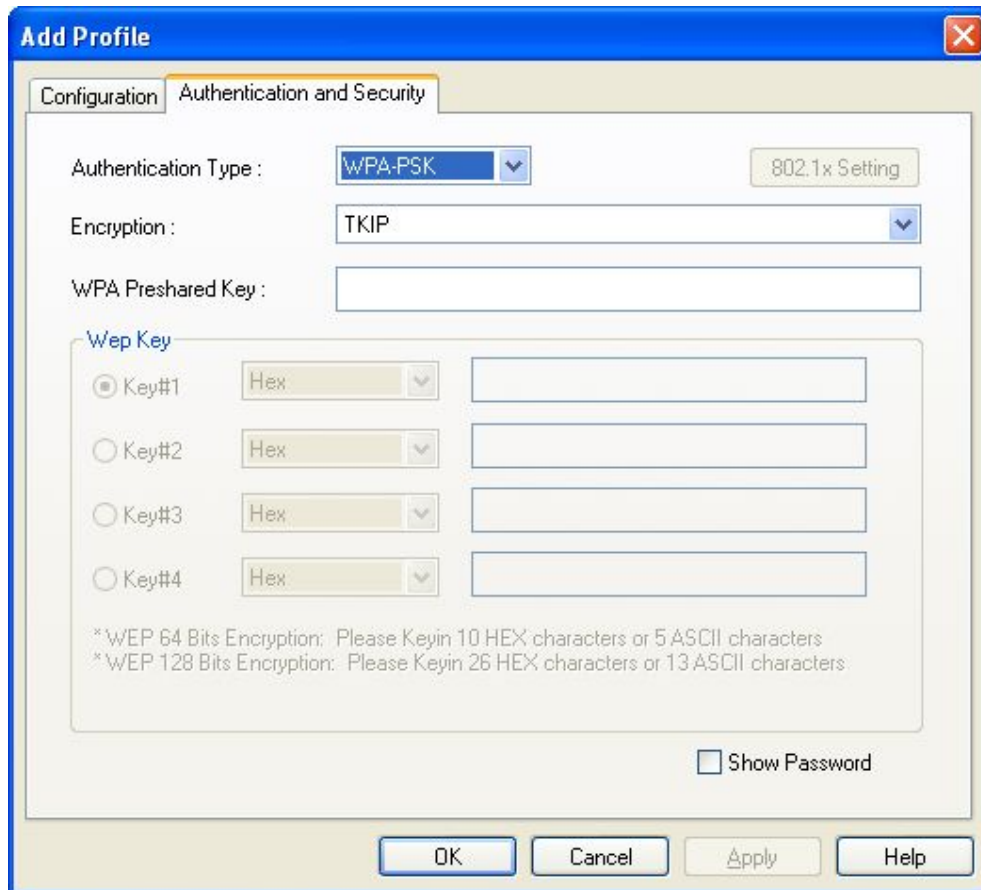 Add Profile
Configuration
Authentication and Security
Authentication Type :
WPA-PSK
802.1x Setting
Encryption :
TKIP
WPA Preshared Key :
Wep Key
Key#1
Hex
Key#2
Hex
Key#3
Hex
Key#4
Hex
* WEP 64 Bits Encryption: Please Keyin 10 HEX characters or 5 ASCII characters
* WEP 128 Bits Encryption: Please Keyin 26 HEX characters or 13 ASCII characters
Show Password
OK
Cancel
Apply
Help